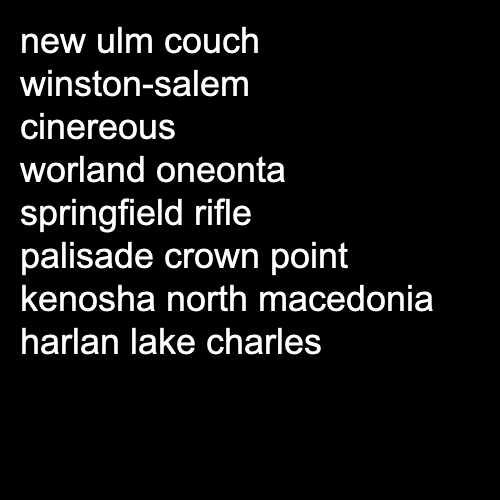 new ulm couch
winston-salem
cinereous
worland oneonta
springfield rifle
palisade crown point
kenosha north macedonia
harlan lake charles